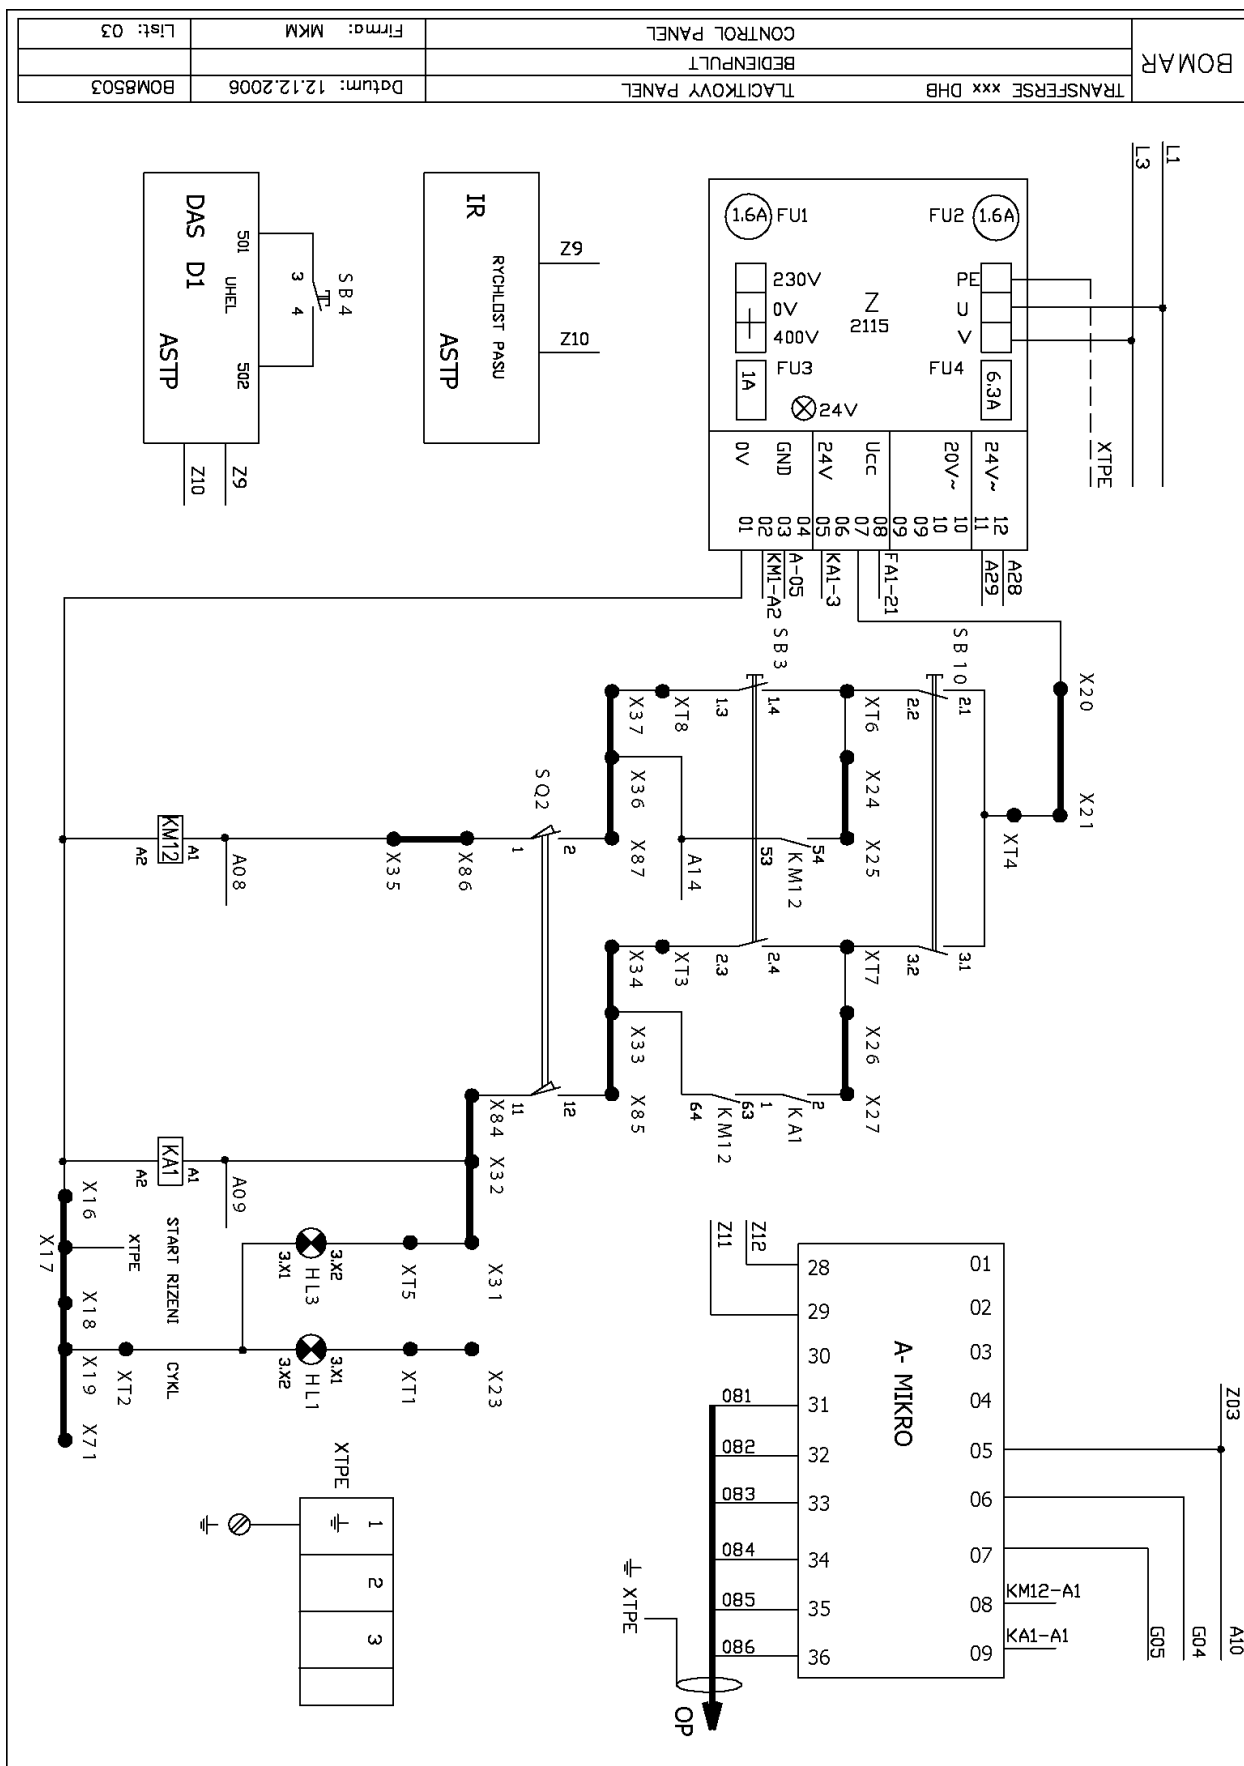 BOMAR
TRANSFERSE xxx DHB
TLACITKOVY PANEL
BEDIENPULT
CONTROL PANEL
Datum: 12.12.2006
Firma: MKM
BOM8503
List: 03
DAS D1
ASTP
501
UHEL
502
3
4
SB4
Z10
Z9
IR
RYCHLOST PASU
ASTP
Z9
Z10
L3
L1
1.6A
FU1
FU2
1.6A
230V
0V
400V
Z
2115
PE
U
V
FU3
1A
24V
FU4
6.3A
XTPE
0V
GND
24V
Ucc
20V~
24V~
01
02
03
04
05
06
07
08
09
09
10
10
11
12
KM1-A2
A-05
KA1-3
FA1-21
A29
A28
SB3
SB10
X20
X21
XT4
X37
XT8
1.3
1.4
XT6
2.2
2.1
X36
X24
SQ2
KM12
A2
A1
A08
X35
X86
1
2
X87
A14
53
KM12
54
X25
X34
XT3
2.3
2.4
XT7
3.2
3.1
X33
X26
X84
11
12
X85
64
KM12
63
1
KA1
2
X27
KA1
A2
A1
A09
X32
X16
X17
XTPE
START RIZENI
3.X1
HL3
3.X2
XT5
X31
X18
X19
XT2
CYKL
3.X2
HL1
3.X1
XT1
X23
X71
XTPE
1
2
3
Z11
Z12
A- MIKRO
28
29
30
31
32
33
34
35
36
01
02
03
04
05
06
07
08
09
081
082
083
084
085
086
KM12-A1
KA1-A1
Z03
G05
G04
A10
XTPE
OP